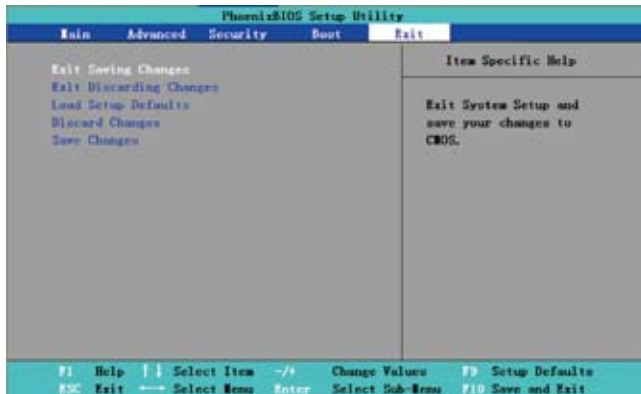 PhoenixBIOS Setup Utility
Main Advanced Security Boot Exit
Exit Saving Changes
Exit Discarding Changes
Load Setup Defaults
Discard Changes
Save Changes
Item Specific Help
Exit System Setup and
save your changes to
CMOS.
F1 Help ↑↓ Select Item -/+ Change Values F9 Setup Defaults
ESC Exit ←→ Select Menu Enter Select Sub-Menu F10 Save and Exit